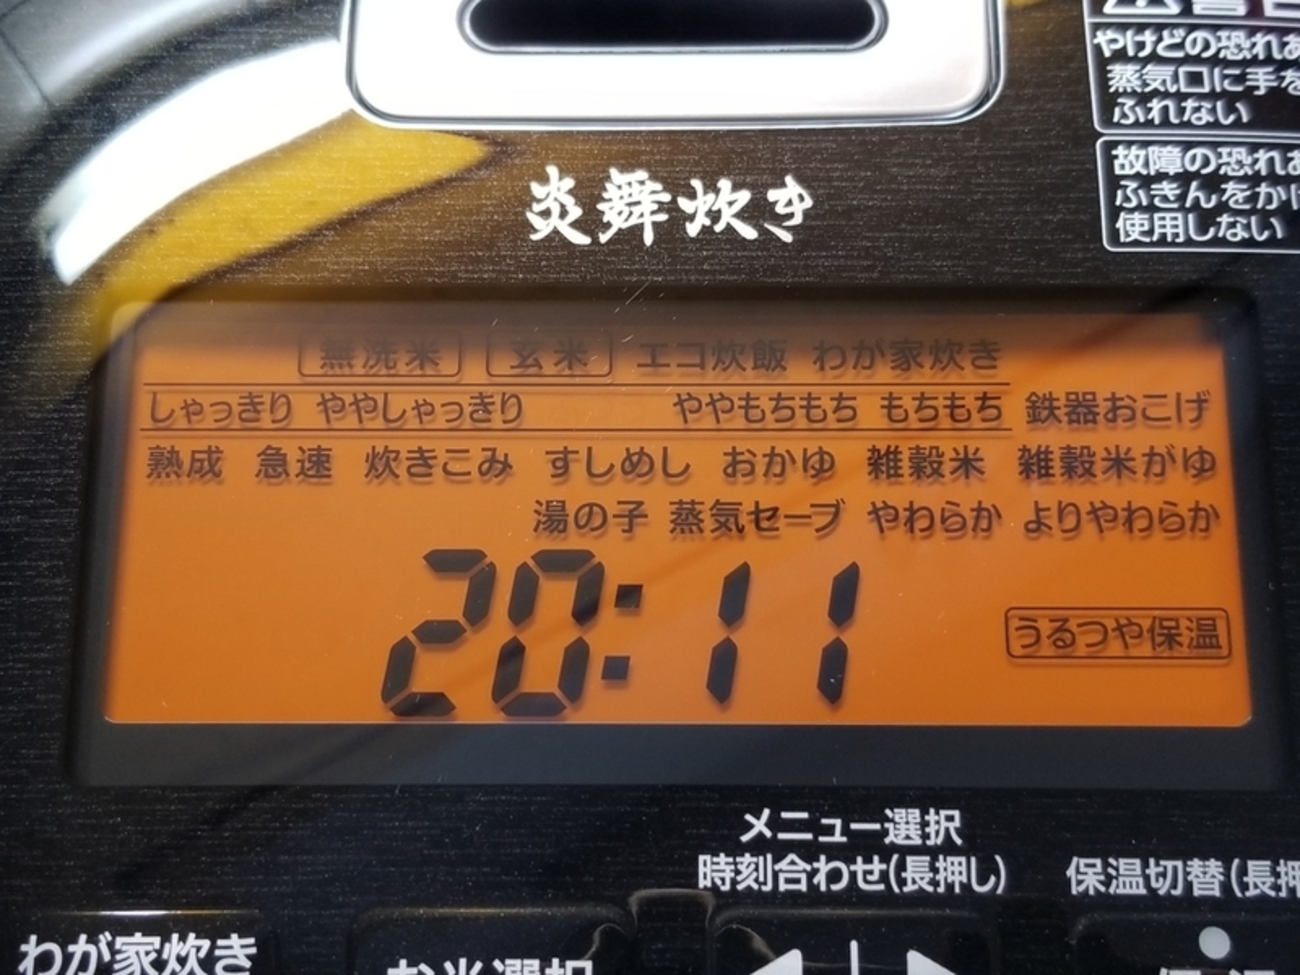 警告
やけどの恐れあ
蒸気口に手を
ふれない
故障の恐れあ
ふきんをかけ
使用しない
炎舞炊き
無洗米 玄米 エコ炊飯 わが家炊き
しゃっきり ややしゃっきり ややもちもち もちもち 鉄器おこげ
熟成 急速 炊きこみ すしめし おかゆ 雑穀米 雑穀米がゆ
湯の子 蒸気セーブ やわらか よりやわらか
20:11
うるつや保温
メニュー選択
時刻合わせ(長押し) 保温切替(長押
わが家炊き お米選択